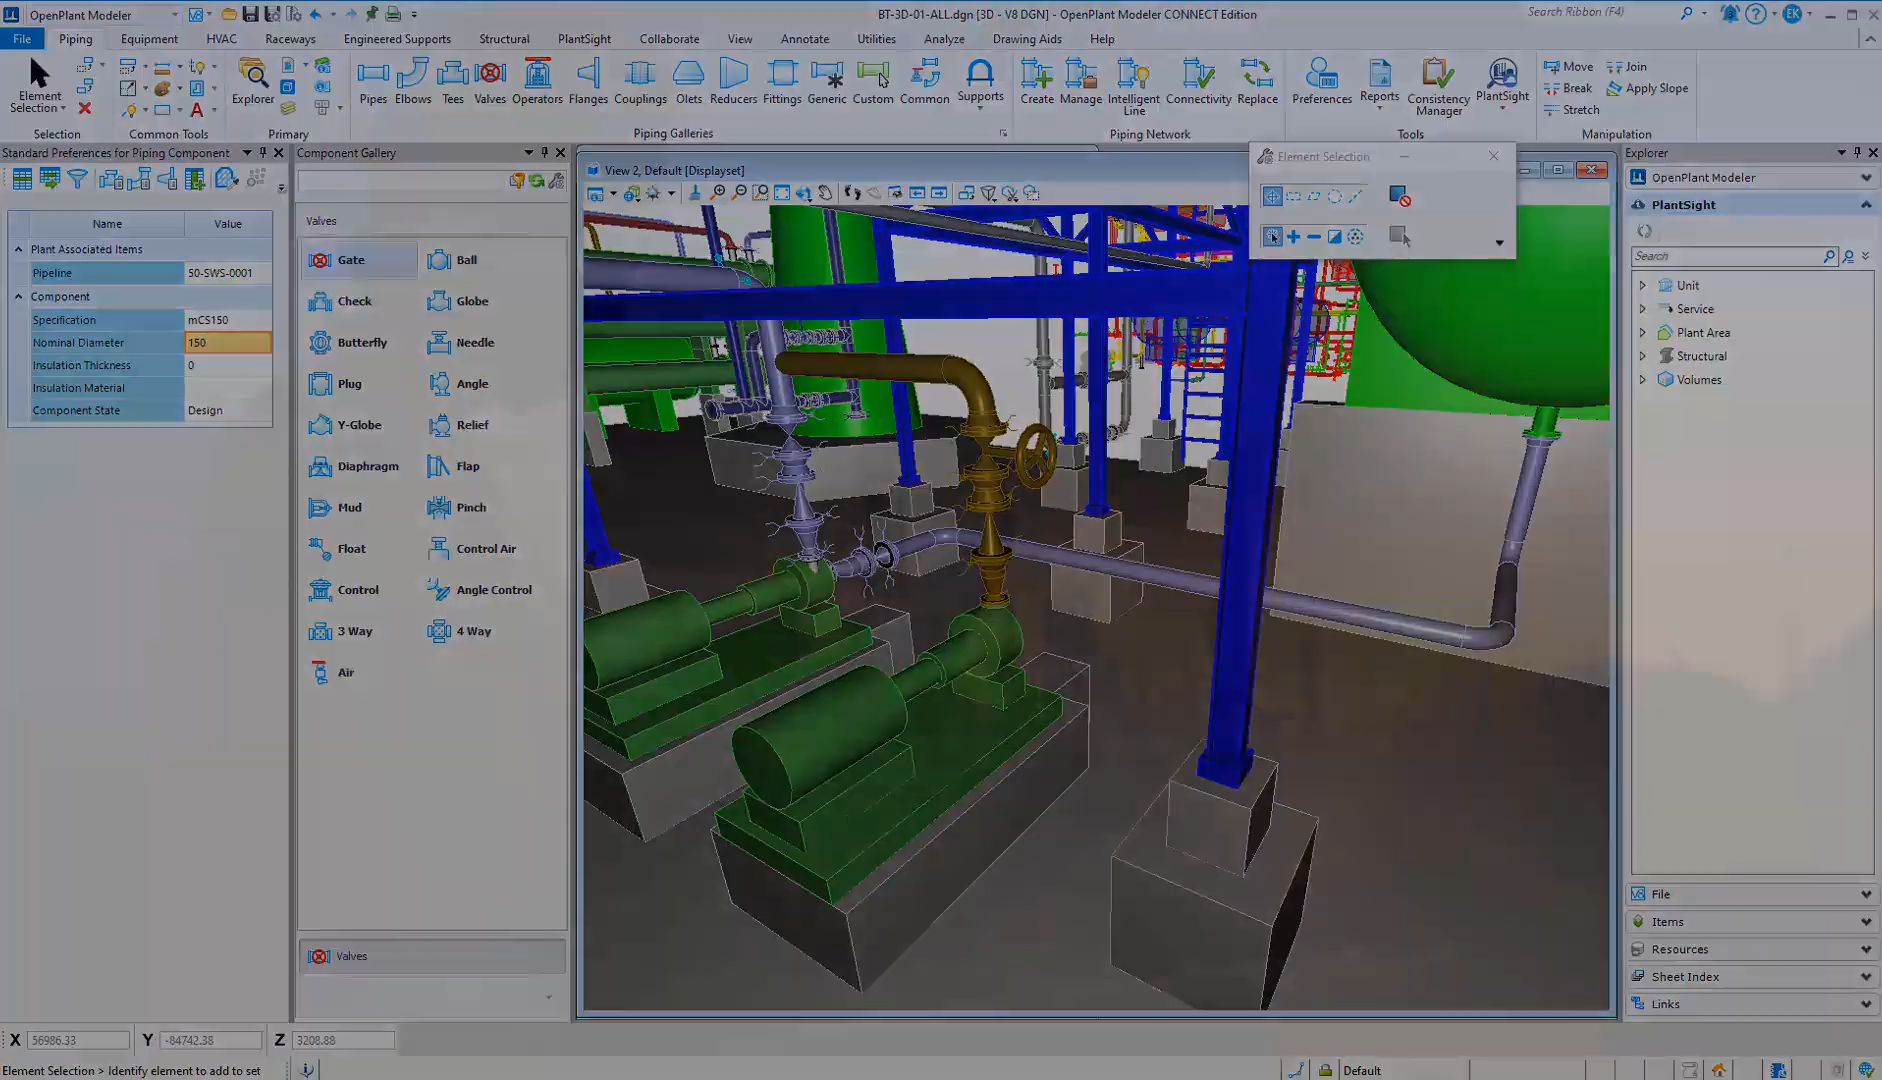 OpenPlant Modeler
BT-3D-01-ALL.dgn [3D - V8 DGN] - OpenPlant Modeler CONNECT Edition
Search Ribbon (F4)
EK
File Piping Equipment HVAC Raceways Engineered Supports Structural PlantSight Collaborate View Annotate Utilities Analyze Drawing Aids Help
Element Selection
Selection
Common Tools
Explorer
Primary
Pipes Elbows Tees Valves Operators Flanges Couplings Olets Reducers Fittings Generic Custom Common Supports
Piping Galleries
Create Manage Intelligent Line Connectivity Replace
Piping Network
Preferences Reports Consistency Manager PlantSight
Tools
Move Join
Break Apply Slope
Stretch
Manipulation
Standard Preferences for Piping Component
Name Value
Plant Associated Items
Pipeline 50-SWS-0001
Component
Specification mCS150
Nominal Diameter 150
Insulation Thickness 0
Insulation Material
Component State Design
Component Gallery
Valves
Gate Ball
Check Globe
Butterfly Needle
Plug Angle
Y-Globe Relief
Diaphragm Flap
Mud Pinch
Float Control Air
Control Angle Control
3 Way 4 Way
Air
Valves
View 2, Default [Displayset]
Element Selection
Explorer
OpenPlant Modeler
PlantSight
Search
Unit
Service
Plant Area
Structural
Volumes
File
Items
Resources
Sheet Index
Links
X 56986.33 Y -84742.38 Z 3208.88
Element Selection > Identify element to add to set
Default